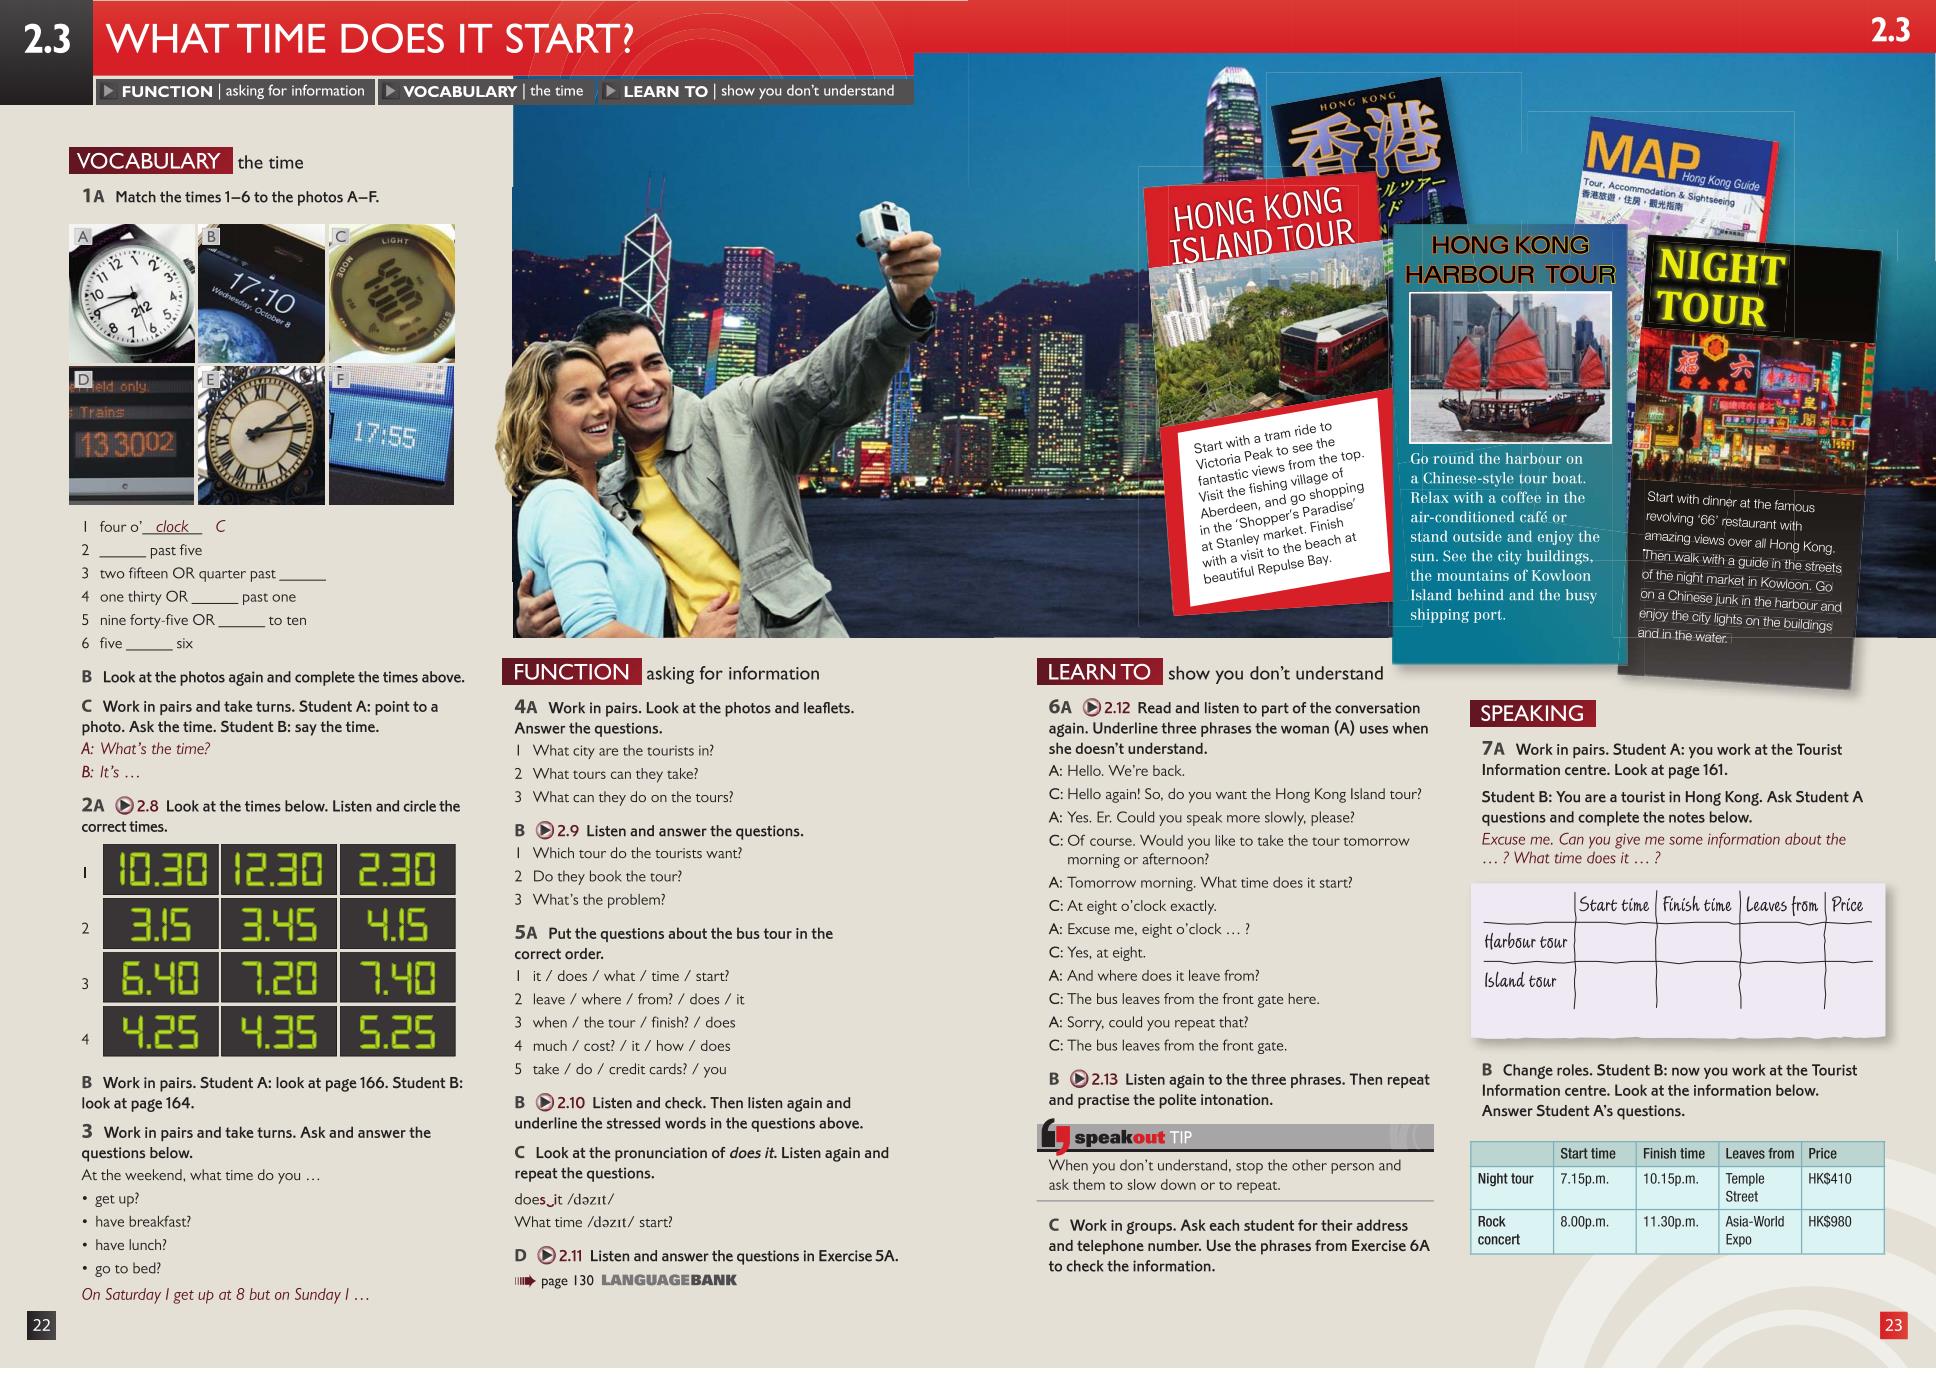 2.3
WHAT TIME DOES IT START?
2.3
FUNCTION | asking for information
VOCABULARY | the time
LEARN TO | show you don't understand
VOCABULARY the time
1A Match the times 1–6 to the photos A–F.
A
12
B
17:10
Wednesday, October 8
C
LIGHT
MODE
4:00
D
field only.
Trains
13 30 02
E
F
17:55
1 four o' clock C
2 ______ past five
3 two fifteen OR quarter past ______
4 one thirty OR ______ past one
5 nine forty-five OR ______ to ten
6 five ______ six
B Look at the photos again and complete the times above.
C Work in pairs and take turns. Student A: point to a
photo. Ask the time. Student B: say the time.
A: What's the time?
B: It's …
2A 2.8 Look at the times below. Listen and circle the
correct times.
1 10.30 12.30 2.30
2 3.15 3.45 4.15
3 6.40 7.20 7.40
4 4.25 4.35 5.25
B Work in pairs. Student A: look at page 166. Student B:
look at page 164.
3 Work in pairs and take turns. Ask and answer the
questions below.
At the weekend, what time do you …
• get up?
• have breakfast?
• have lunch?
• go to bed?
On Saturday I get up at 8 but on Sunday I …
22
HONG KONG
香港
HONG KONG
ISLAND TOUR
Start with a tram ride to
Victoria Peak to see the
fantastic views from the top.
Visit the fishing village of
Aberdeen, and go shopping
in the 'Shopper's Paradise'
at Stanley market. Finish
with a visit to the beach at
beautiful Repulse Bay.
HONG KONG
HARBOUR TOUR
Go round the harbour on
a Chinese-style tour boat.
Relax with a coffee in the
air-conditioned café or
stand outside and enjoy the
sun. See the city buildings,
the mountains of Kowloon
Island behind and the busy
shipping port.
MAP
Hong Kong Guide
Tour, Accommodation & Sightseeing
香港旅遊，住房，觀光指南
NIGHT
TOUR
Start with dinner at the famous
revolving '66' restaurant with
amazing views over all Hong Kong.
Then walk with a guide in the streets
of the night market in Kowloon. Go
on a Chinese junk in the harbour and
enjoy the city lights on the buildings
and in the water.
FUNCTION asking for information
4A Work in pairs. Look at the photos and leaflets.
Answer the questions.
1 What city are the tourists in?
2 What tours can they take?
3 What can they do on the tours?
B 2.9 Listen and answer the questions.
1 Which tour do the tourists want?
2 Do they book the tour?
3 What's the problem?
5A Put the questions about the bus tour in the
correct order.
1 it / does / what / time / start?
2 leave / where / from? / does / it
3 when / the tour / finish? / does
4 much / cost? / it / how / does
5 take / do / credit cards? / you
B 2.10 Listen and check. Then listen again and
underline the stressed words in the questions above.
C Look at the pronunciation of does it. Listen again and
repeat the questions.
does‿it /dəzɪt/
What time /dəzɪt/ start?
D 2.11 Listen and answer the questions in Exercise 5A.
page 130 LANGUAGEBANK
LEARN TO show you don't understand
6A 2.12 Read and listen to part of the conversation
again. Underline three phrases the woman (A) uses when
she doesn't understand.
A: Hello. We're back.
C: Hello again! So, do you want the Hong Kong Island tour?
A: Yes. Er. Could you speak more slowly, please?
C: Of course. Would you like to take the tour tomorrow
morning or afternoon?
A: Tomorrow morning. What time does it start?
C: At eight o'clock exactly.
A: Excuse me, eight o'clock … ?
C: Yes, at eight.
A: And where does it leave from?
C: The bus leaves from the front gate here.
A: Sorry, could you repeat that?
C: The bus leaves from the front gate.
B 2.13 Listen again to the three phrases. Then repeat
and practise the polite intonation.
speakout TIP
When you don't understand, stop the other person and
ask them to slow down or to repeat.
C Work in groups. Ask each student for their address
and telephone number. Use the phrases from Exercise 6A
to check the information.
SPEAKING
7A Work in pairs. Student A: you work at the Tourist
Information centre. Look at page 161.
Student B: You are a tourist in Hong Kong. Ask Student A
questions and complete the notes below.
Excuse me. Can you give me some information about the
… ? What time does it … ?
Start time Finish time Leaves from Price
Harbour tour
Island tour
B Change roles. Student B: now you work at the Tourist
Information centre. Look at the information below.
Answer Student A's questions.
Start time Finish time Leaves from Price
Night tour 7.15p.m. 10.15p.m. Temple Street HK$410
Rock concert 8.00p.m. 11.30p.m. Asia-World Expo HK$980
23